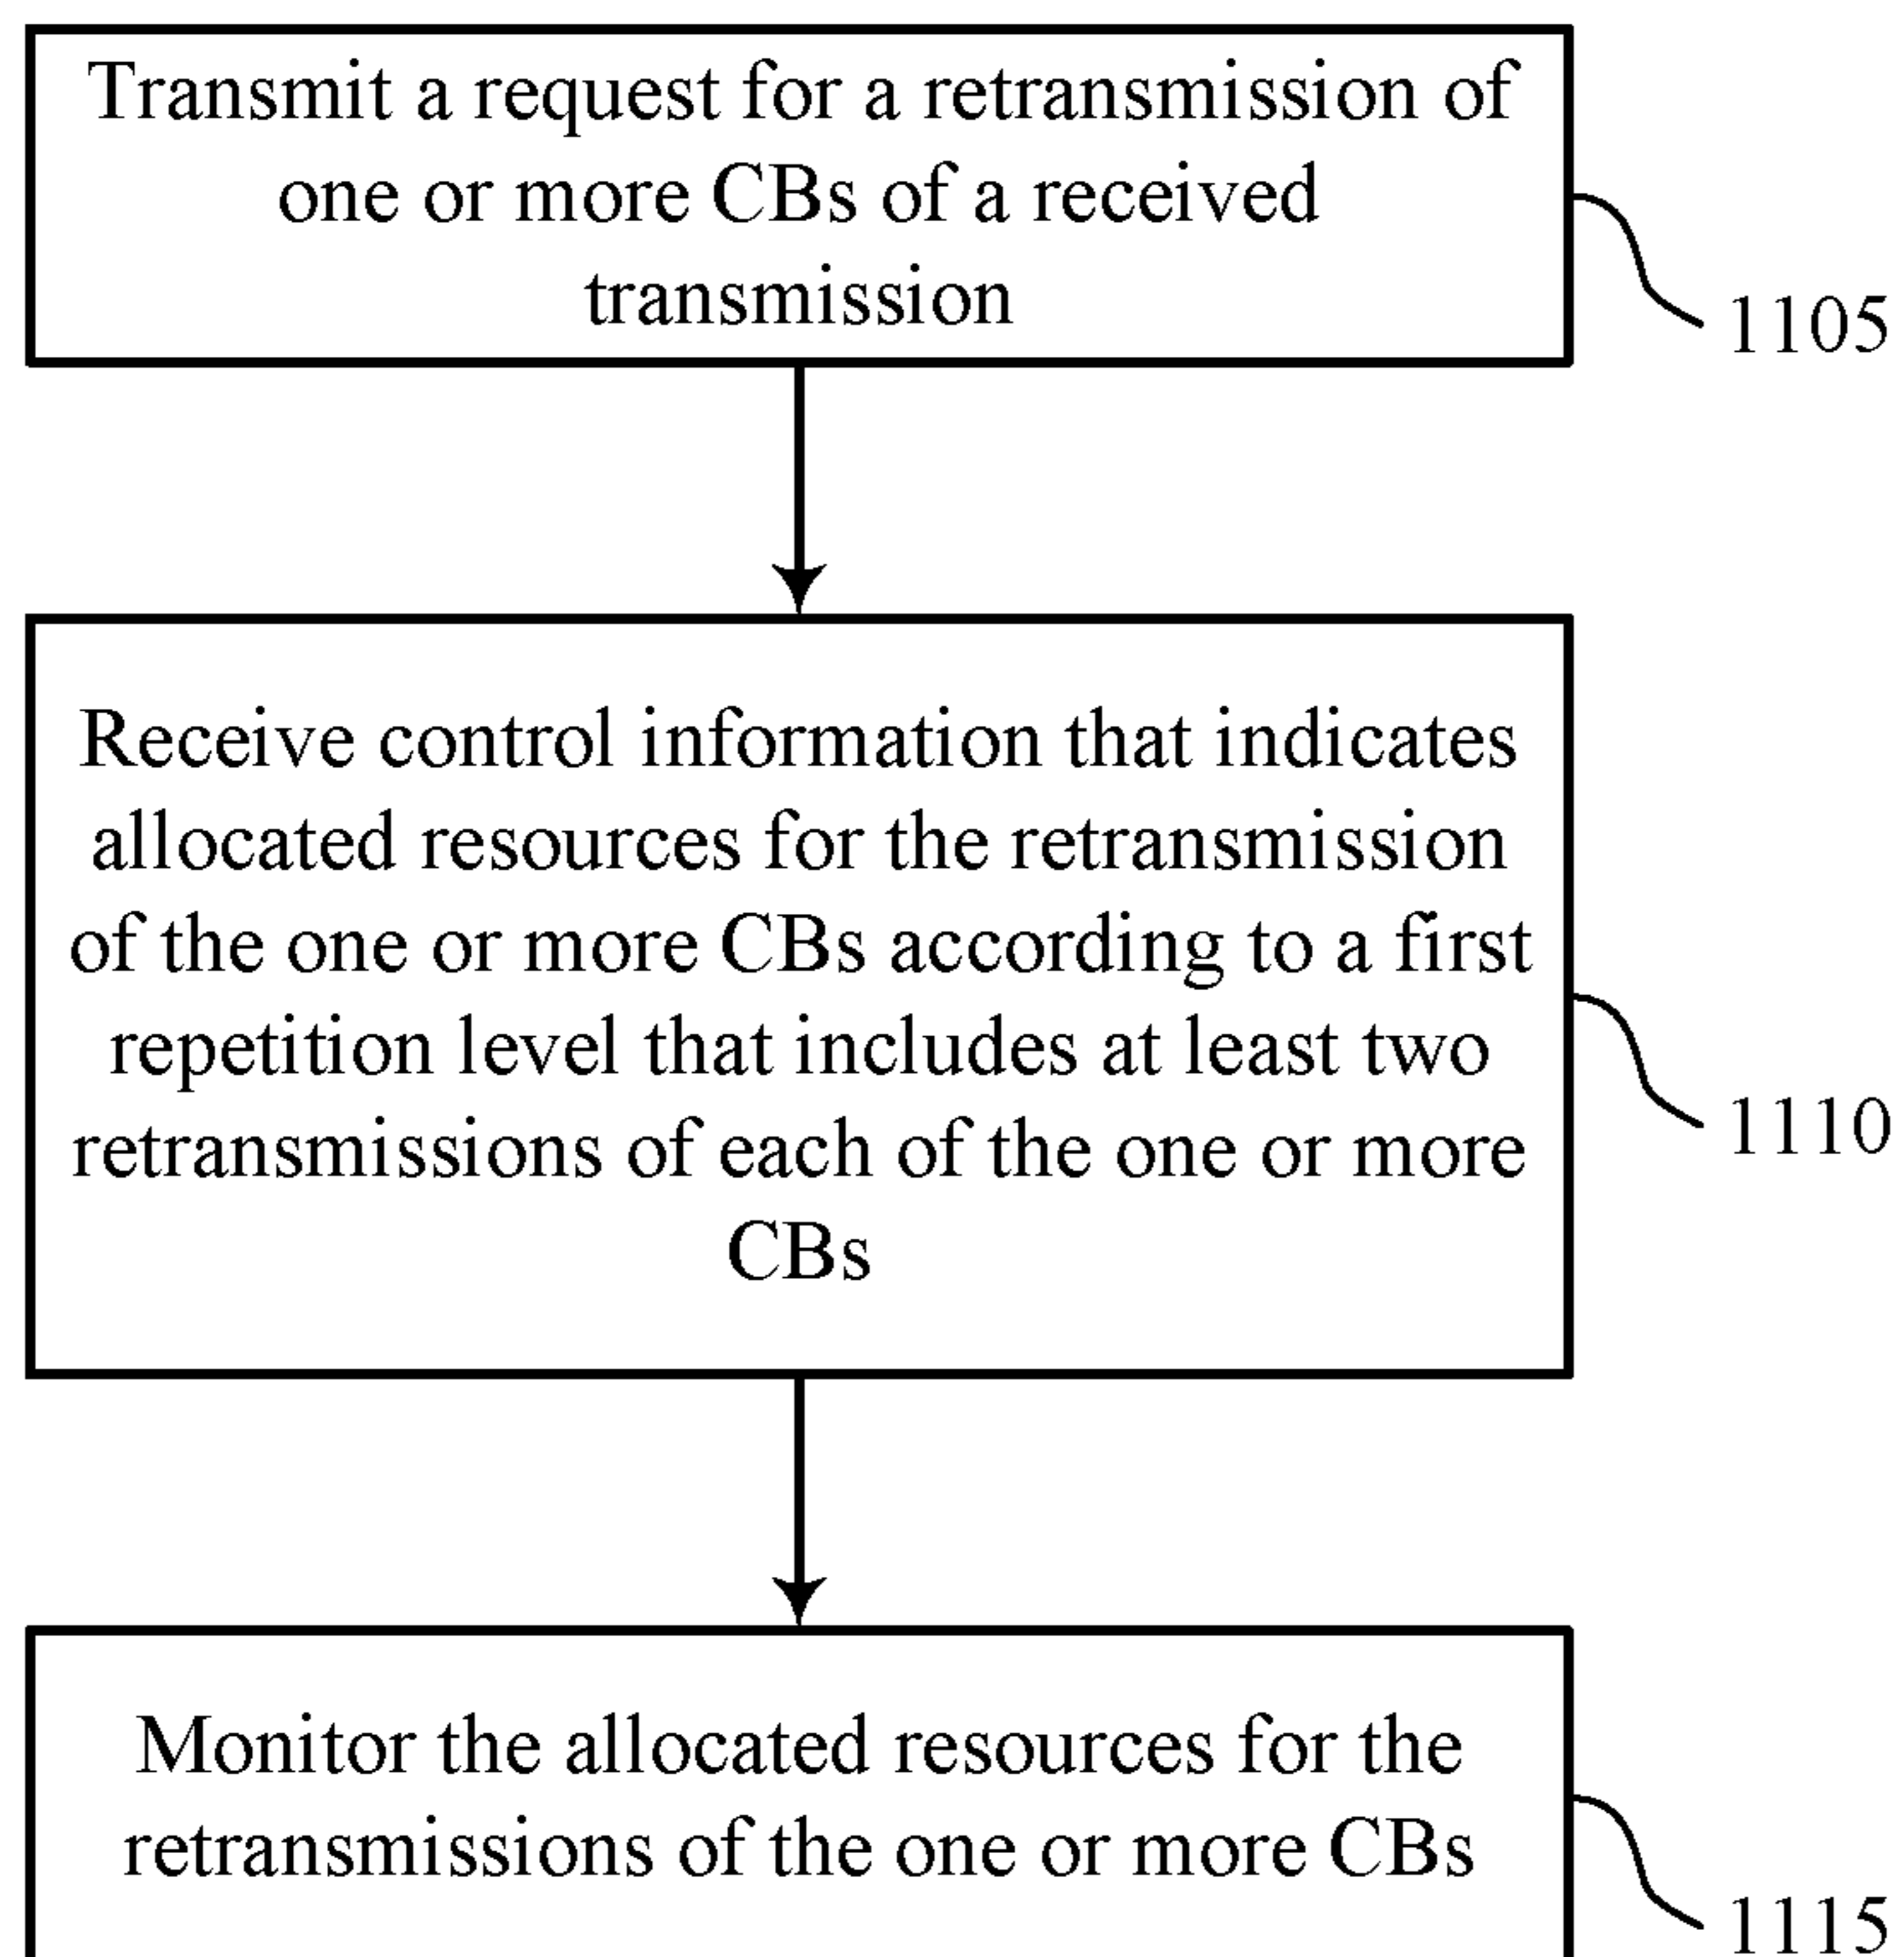 Transmit a request for a retransmission of
one or more CBs of a received
transmission
1105
Receive control information that indicates
allocated resources for the retransmission
of the one or more CBs according to a first
repetition level that includes at least two
retransmissions of each of the one or more
CBs
1110
Monitor the allocated resources for the
retransmissions of the one or more CBs
1115